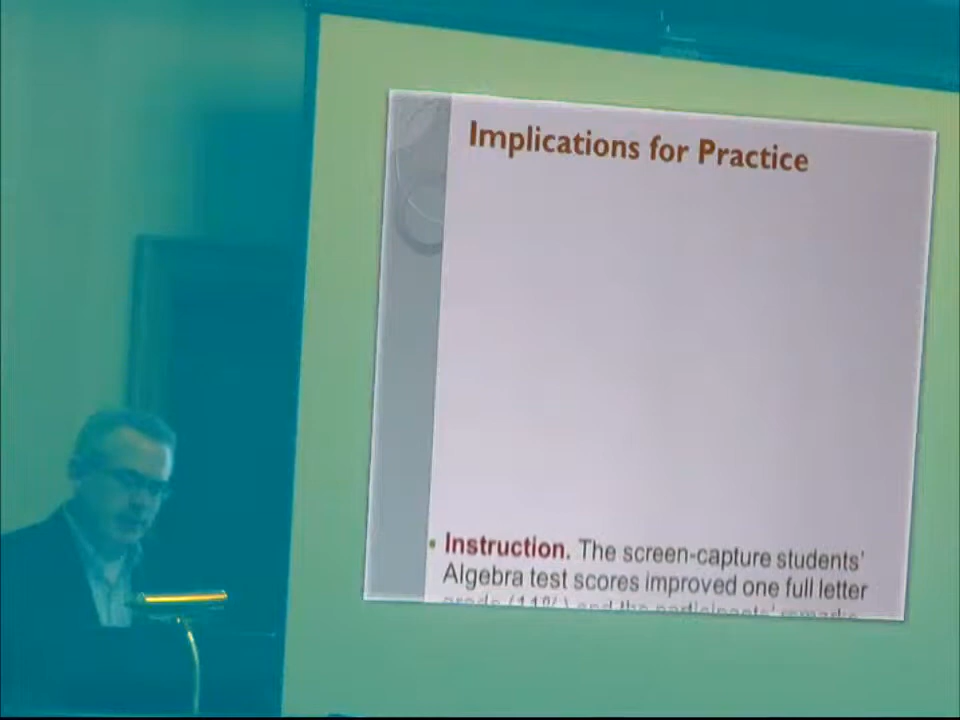 Implications for Practice
• Instruction. The screen-capture students'
Algebra test scores improved one full letter
grade (11%) and the participants' remarks